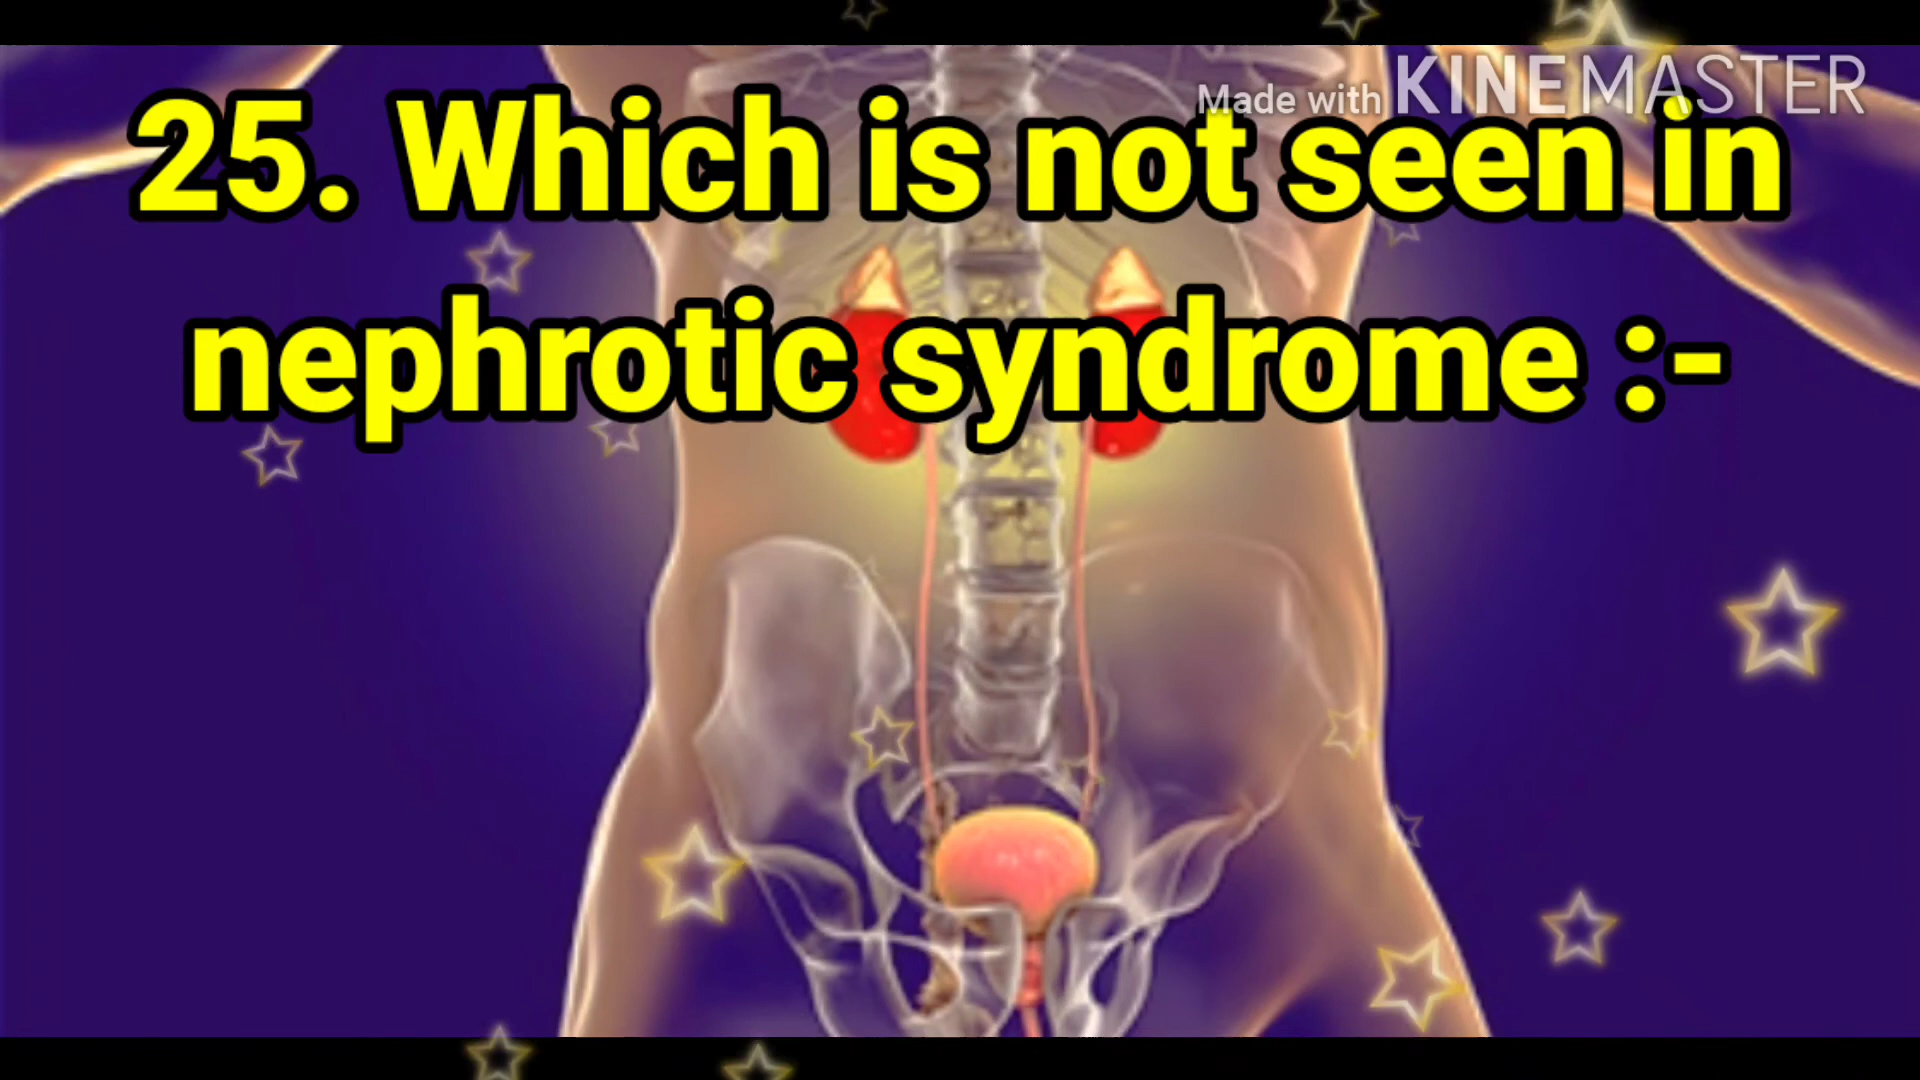 Made with KINEMASTER
25. Which is not seen in
nephrotic syndrome :-